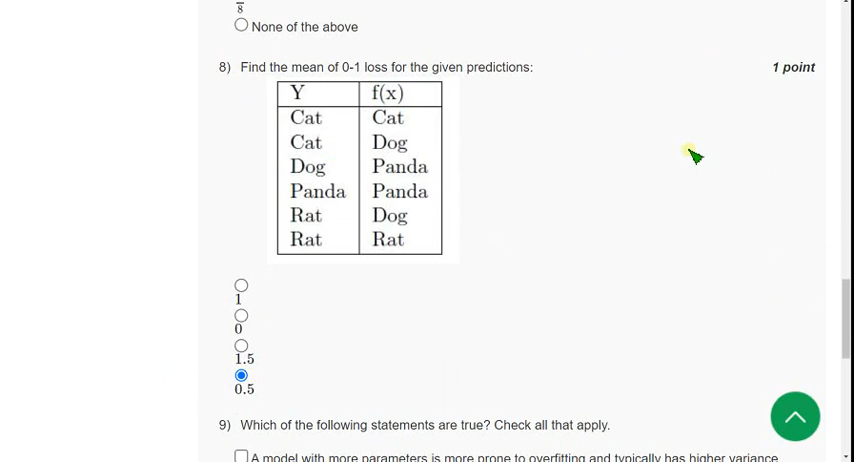 8
None of the above
8) Find the mean of 0-1 loss for the given predictions: 1 point
Y f(x)
Cat Cat
Cat Dog
Dog Panda
Panda Panda
Rat Dog
Rat Rat
1
0
1.5
0.5
9) Which of the following statements are true? Check all that apply.
A model with more parameters is more prone to overfitting and typically has higher variance